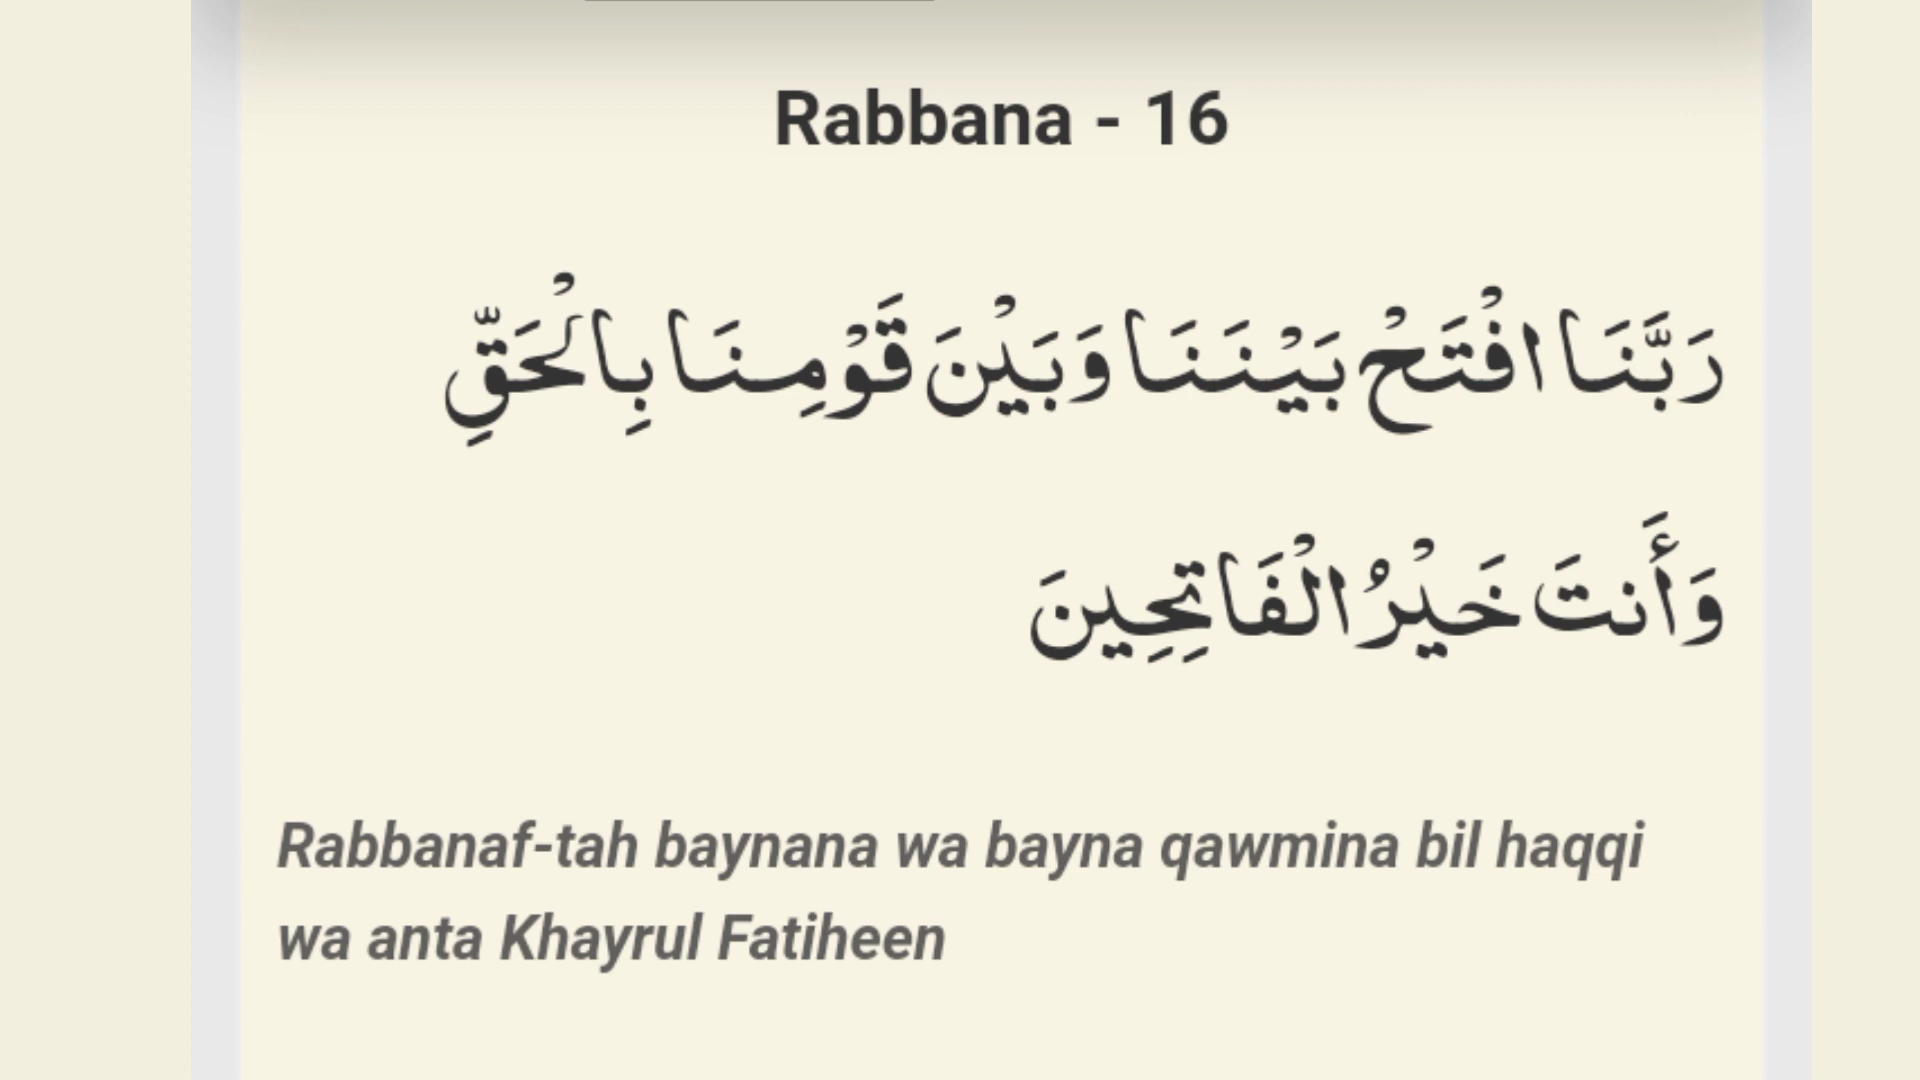 Rabbana - 16
رَبَّنَا افْتَحْ بَيْنَنَا وَبَيْنَ قَوْمِنَا بِالْحَقِّ
وَأَنتَ خَيْرُ الْفَاتِحِينَ
Rabbanaf-tah baynana wa bayna qawmina bil haqqi
wa anta Khayrul Fatiheen